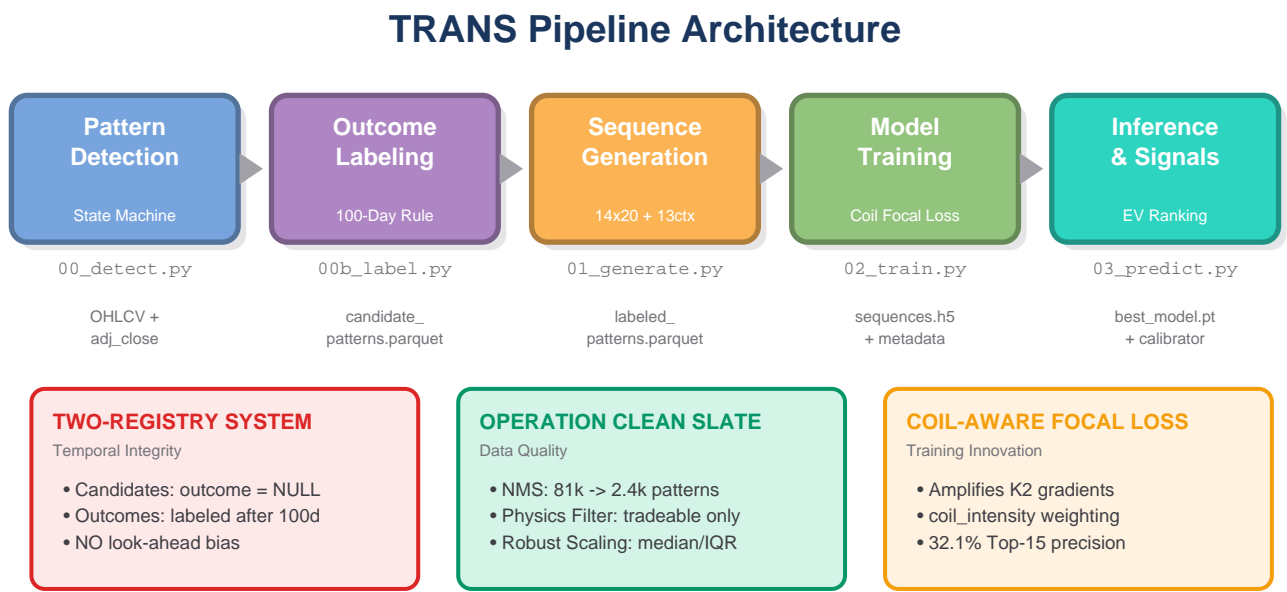 TRANS Pipeline Architecture
Pattern
Detection
State Machine
Outcome
Labeling
100-Day Rule
Sequence
Generation
14x20 + 13ctx
Model
Training
Coil Focal Loss
Inference
& Signals
EV Ranking
00_detect.py
00b_label.py
01_generate.py
02_train.py
03_predict.py
OHLCV +
adj_close
candidate_
patterns.parquet
labeled_
patterns.parquet
sequences.h5
+ metadata
best_model.pt
+ calibrator
TWO-REGISTRY SYSTEM
Temporal Integrity
• Candidates: outcome = NULL
• Outcomes: labeled after 100d
• NO look-ahead bias
OPERATION CLEAN SLATE
Data Quality
• NMS: 81k -> 2.4k patterns
• Physics Filter: tradeable only
• Robust Scaling: median/IQR
COIL-AWARE FOCAL LOSS
Training Innovation
• Amplifies K2 gradients
• coil_intensity weighting
• 32.1% Top-15 precision